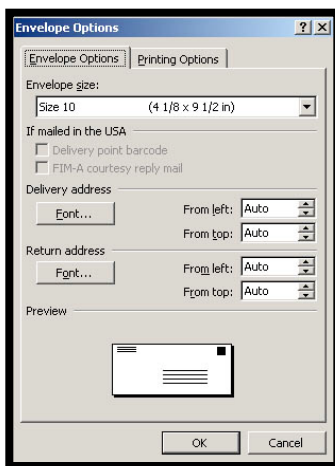 Envelope Options
Envelope Options Printing Options
Envelope size:
Size 10 (4 1/8 x 9 1/2 in)
If mailed in the USA
Delivery point barcode
FIM-A courtesy reply mail
Delivery address
Font... From left: Auto
From top: Auto
Return address
Font... From left: Auto
From top: Auto
Preview
OK Cancel